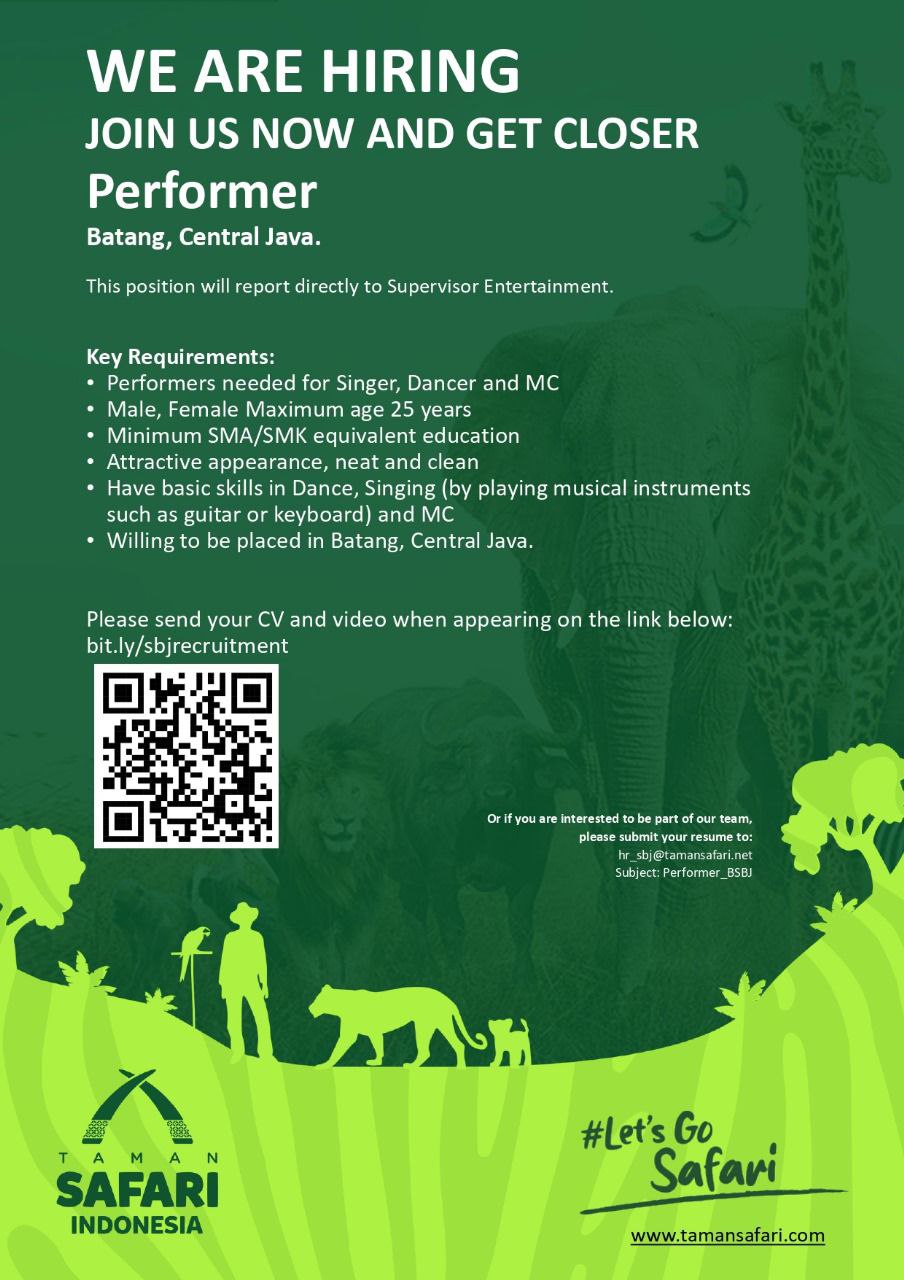 WE ARE HIRING
JOIN US NOW AND GET CLOSER
Performer
Batang, Central Java.
This position will report directly to Supervisor Entertainment.
Key Requirements:
• Performers needed for Singer, Dancer and MC
• Male, Female Maximum age 25 years
• Minimum SMA/SMK equivalent education
• Attractive appearance, neat and clean
• Have basic skills in Dance, Singing (by playing musical instruments
such as guitar or keyboard) and MC
• Willing to be placed in Batang, Central Java.
Please send your CV and video when appearing on the link below:
bit.ly/sbjrecruitment
Or if you are interested to be part of our team,
please submit your resume to:
hr_sbj@tamansafari.net
Subject: Performer_BSBJ
TAMAN
SAFARI
INDONESIA
#Let's Go
Safari
www.tamansafari.com